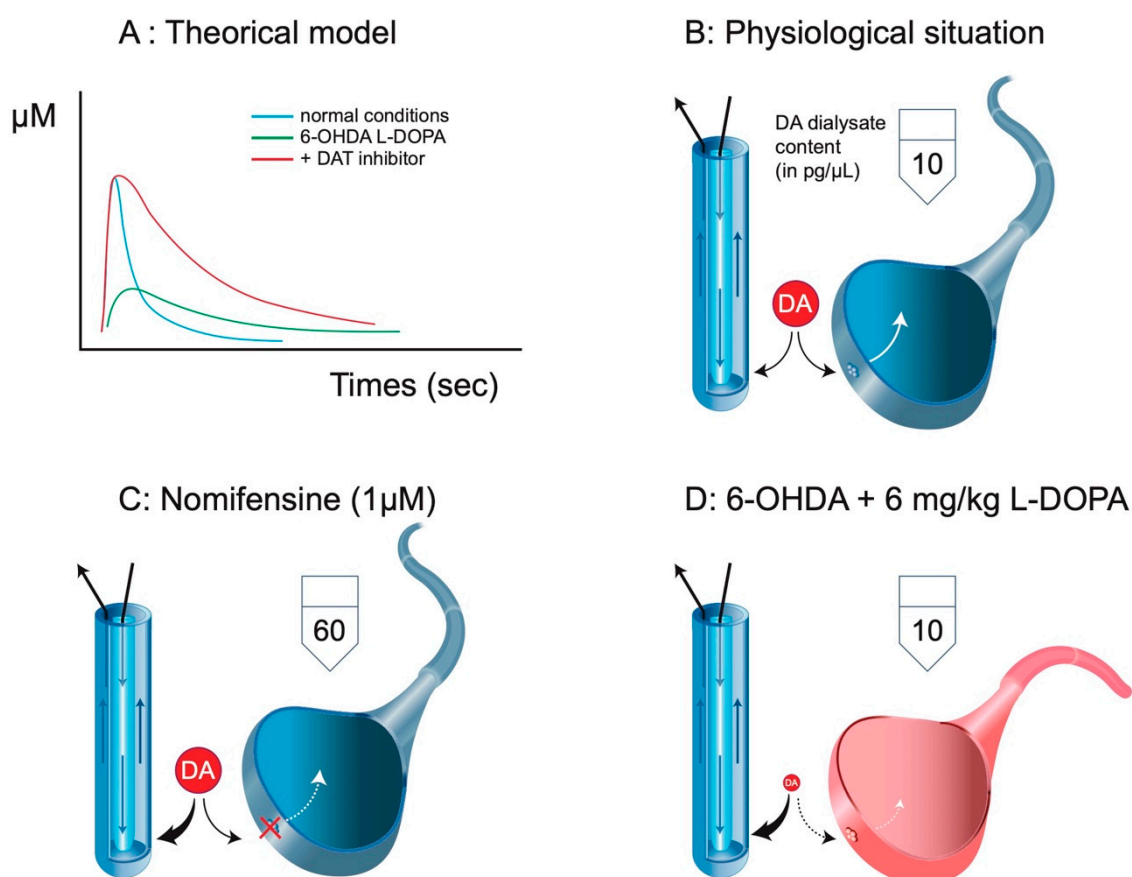 A : Theorical model
µM
normal conditions
6-OHDA L-DOPA
+ DAT inhibitor
Times (sec)
B: Physiological situation
DA dialysate
content
(in pg/µL)
10
DA
C: Nomifensine (1µM)
60
DA
D: 6-OHDA + 6 mg/kg L-DOPA
10
DA